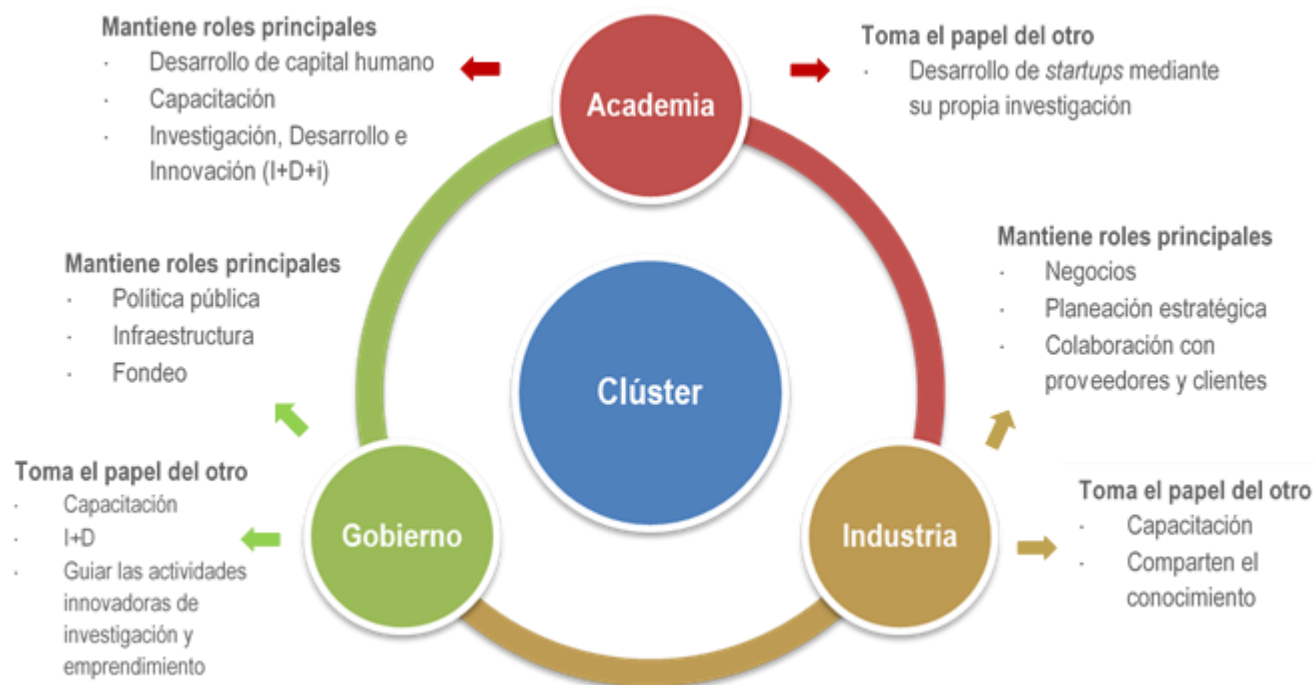 Mantiene roles principales
· Desarrollo de capital humano
· Capacitación
· Investigación, Desarrollo e
Innovación (I+D+i)
Academia
Toma el papel del otro
· Desarrollo de startups mediante
su propia investigación
Mantiene roles principales
· Política pública
· Infraestructura
· Fondeo
Clúster
Mantiene roles principales
· Negocios
· Planeación estratégica
· Colaboración con
proveedores y clientes
Toma el papel del otro
· Capacitación
· I+D
· Guiar las actividades
innovadoras de
investigación y
emprendimiento
Gobierno
Industria
Toma el papel del otro
· Capacitación
· Comparten el
conocimiento